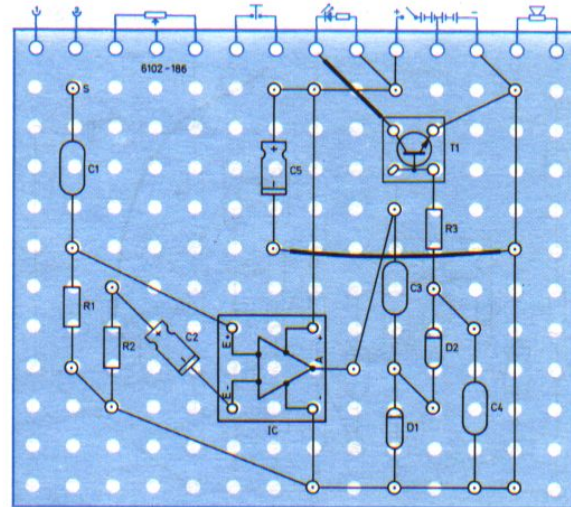 + -
6102-186
S
C1
+
-
C5
T1
R3
C3
R1
R2
+
-
C2
E+
+
A
E-
-
IC
D2
D1
C4